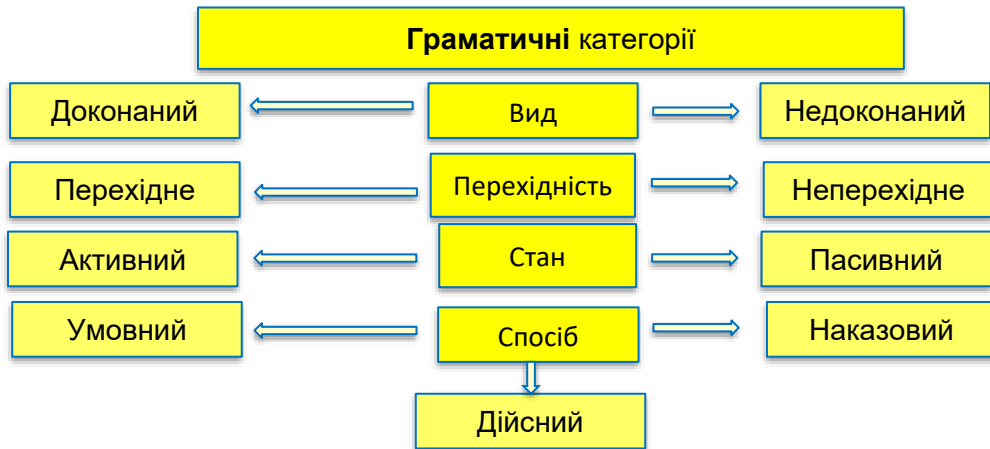 Граматичні категорії
Доконаний
Вид
Недоконаний
Перехідне
Перехідність
Неперехідне
Активний
Стан
Пасивний
Умовний
Спосіб
Наказовий
Дійсний